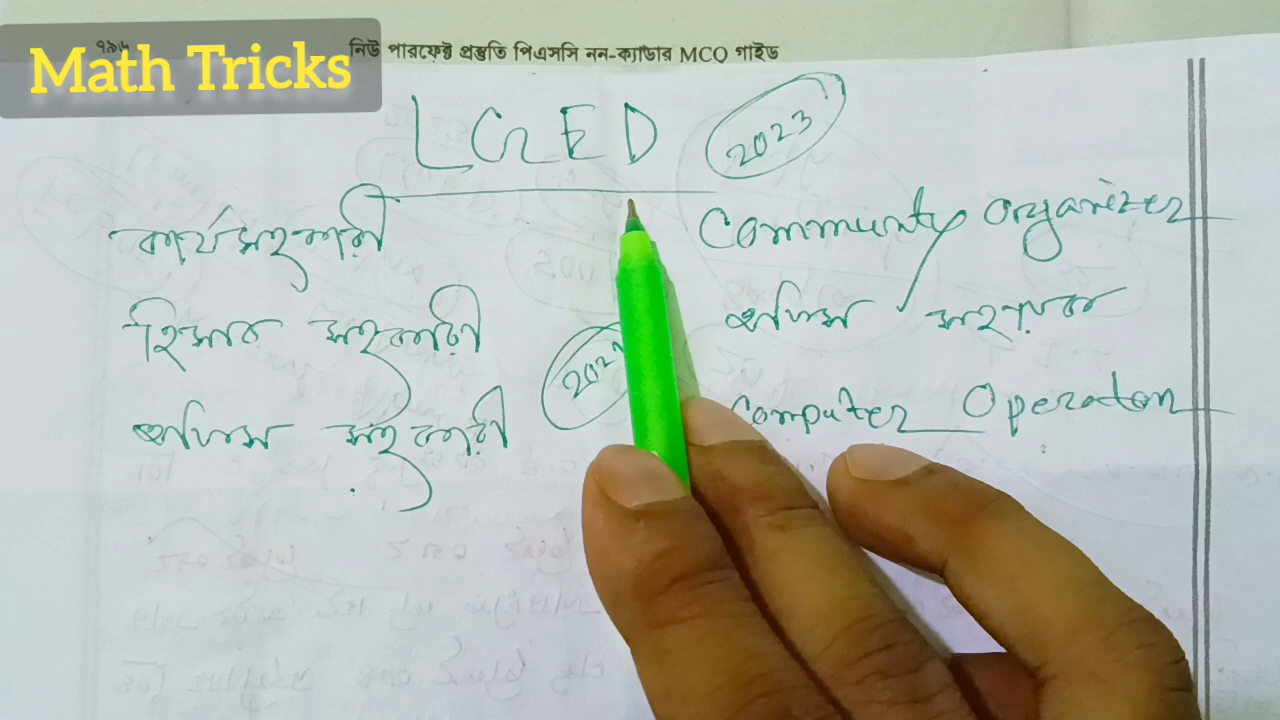 ৭৯৬
Math Tricks
নিউ পারফেক্ট প্রস্তুতি পিএসসি নন-ক্যাডার MCQ গাইড
LGED 2023
কার্যসহকারী
Community Organizer
হিসাব সহকারী
অফিস সহায়ক
অফিস সহকারী
Computer Operator